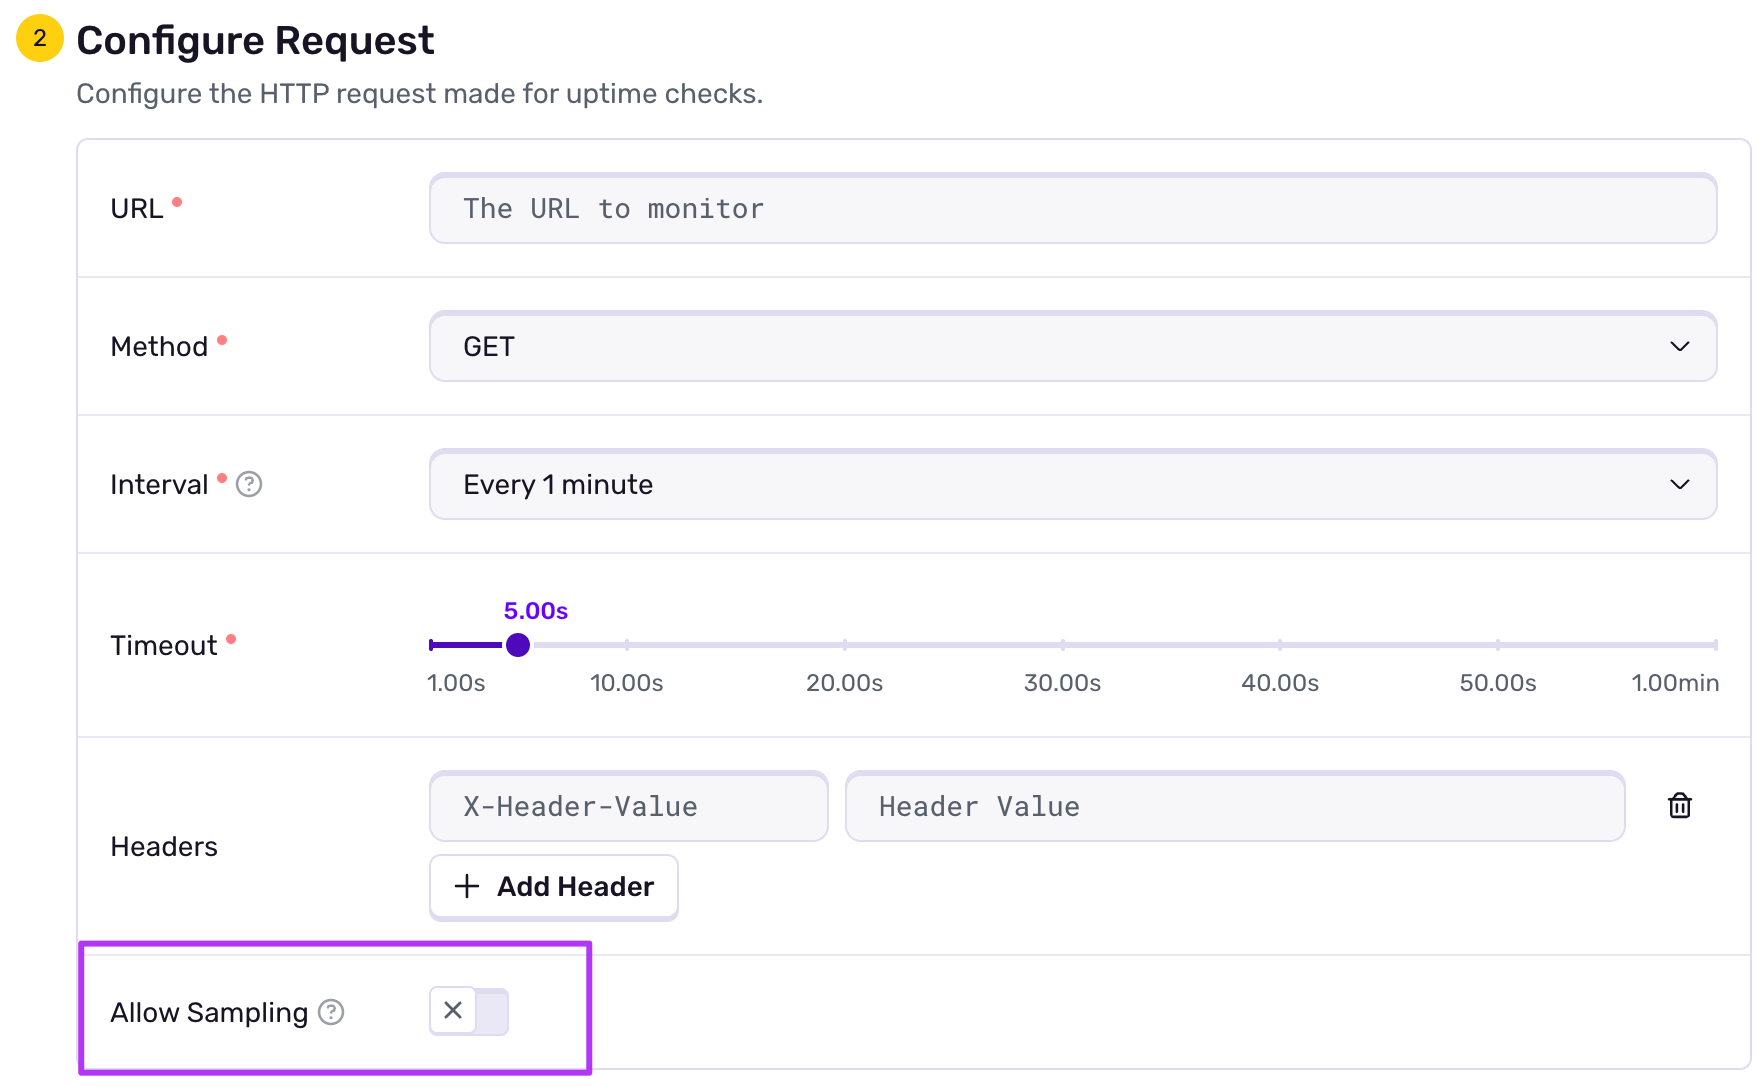 2
Configure Request
Configure the HTTP request made for uptime checks.
URL
The URL to monitor
Method
GET
Interval
?
Every 1 minute
Timeout
5.00s
1.00s 10.00s 20.00s 30.00s 40.00s 50.00s 1.00min
Headers
X-Header-Value
Header Value
Add Header
Allow Sampling
?